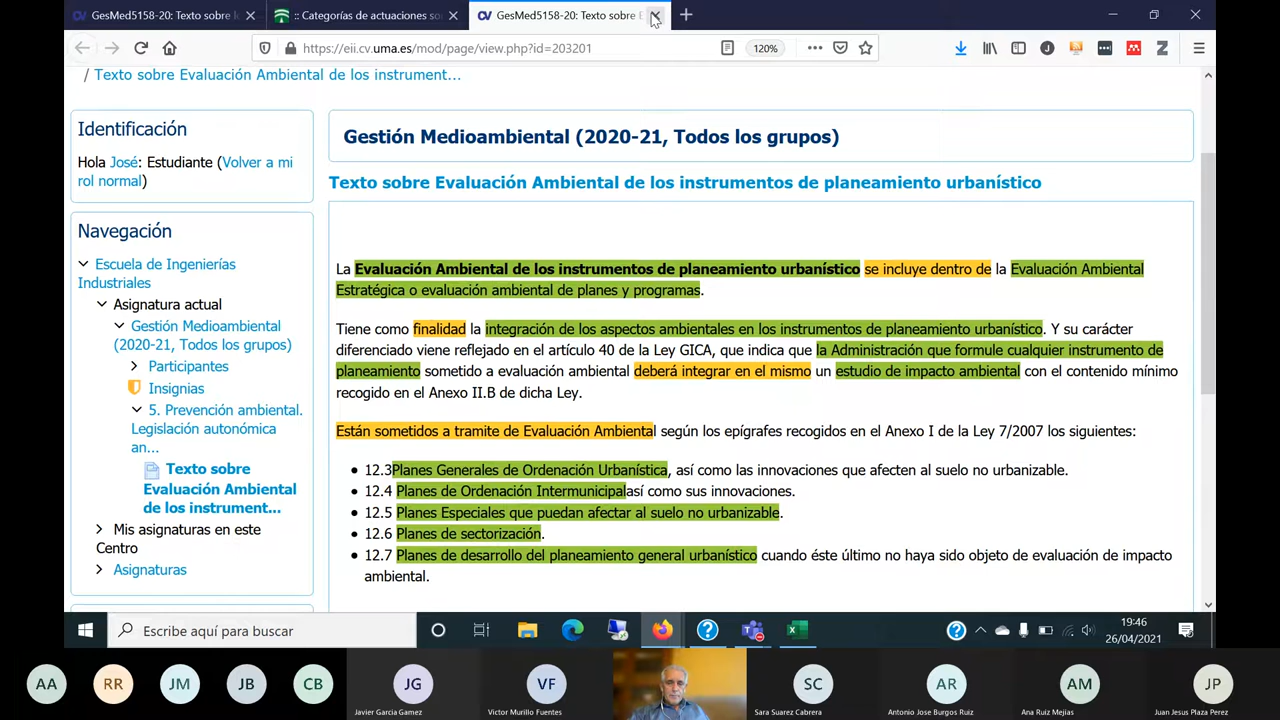 GesMed5158-20: Texto sobre l
:: Categorías de actuaciones so
GesMed5158-20: Texto sobre E
https://eii.cv.uma.es/mod/page/view.php?id=203201
120%
/ Texto sobre Evaluación Ambiental de los instrument...
Identificación
Hola José: Estudiante (Volver a mi
rol normal)
Navegación
Escuela de Ingenierías
Industriales
Asignatura actual
Gestión Medioambiental
(2020-21, Todos los grupos)
Participantes
Insignias
5. Prevención ambiental.
Legislación autonómica
an...
Texto sobre
Evaluación Ambiental
de los instrument...
Mis asignaturas en este
Centro
Asignaturas
Gestión Medioambiental (2020-21, Todos los grupos)
Texto sobre Evaluación Ambiental de los instrumentos de planeamiento urbanístico
La Evaluación Ambiental de los instrumentos de planeamiento urbanístico se incluye dentro de la Evaluación Ambiental
Estratégica o evaluación ambiental de planes y programas.
Tiene como finalidad la integración de los aspectos ambientales en los instrumentos de planeamiento urbanístico. Y su carácter
diferenciado viene reflejado en el artículo 40 de la Ley GICA, que indica que la Administración que formule cualquier instrumento de
planeamiento sometido a evaluación ambiental deberá integrar en el mismo un estudio de impacto ambiental con el contenido mínimo
recogido en el Anexo II.B de dicha Ley.
Están sometidos a tramite de Evaluación Ambiental según los epígrafes recogidos en el Anexo I de la Ley 7/2007 los siguientes:
• 12.3Planes Generales de Ordenación Urbanística, así como las innovaciones que afecten al suelo no urbanizable.
• 12.4 Planes de Ordenación Intermunicipalasí como sus innovaciones.
• 12.5 Planes Especiales que puedan afectar al suelo no urbanizable.
• 12.6 Planes de sectorización.
• 12.7 Planes de desarrollo del planeamiento general urbanístico cuando éste último no haya sido objeto de evaluación de impacto
ambiental.
Escribe aquí para buscar
19:46
26/04/2021
AA
RR
JM
JB
CB
JG
VF
SC
AR
AM
JP
Javier Garcia Gamez
Victor Murillo Fuentes
Sara Suarez Cabrera
Antonio Jose Burgos Ruiz
Ana Ruiz Mejias
Juan Jesus Plaza Perez